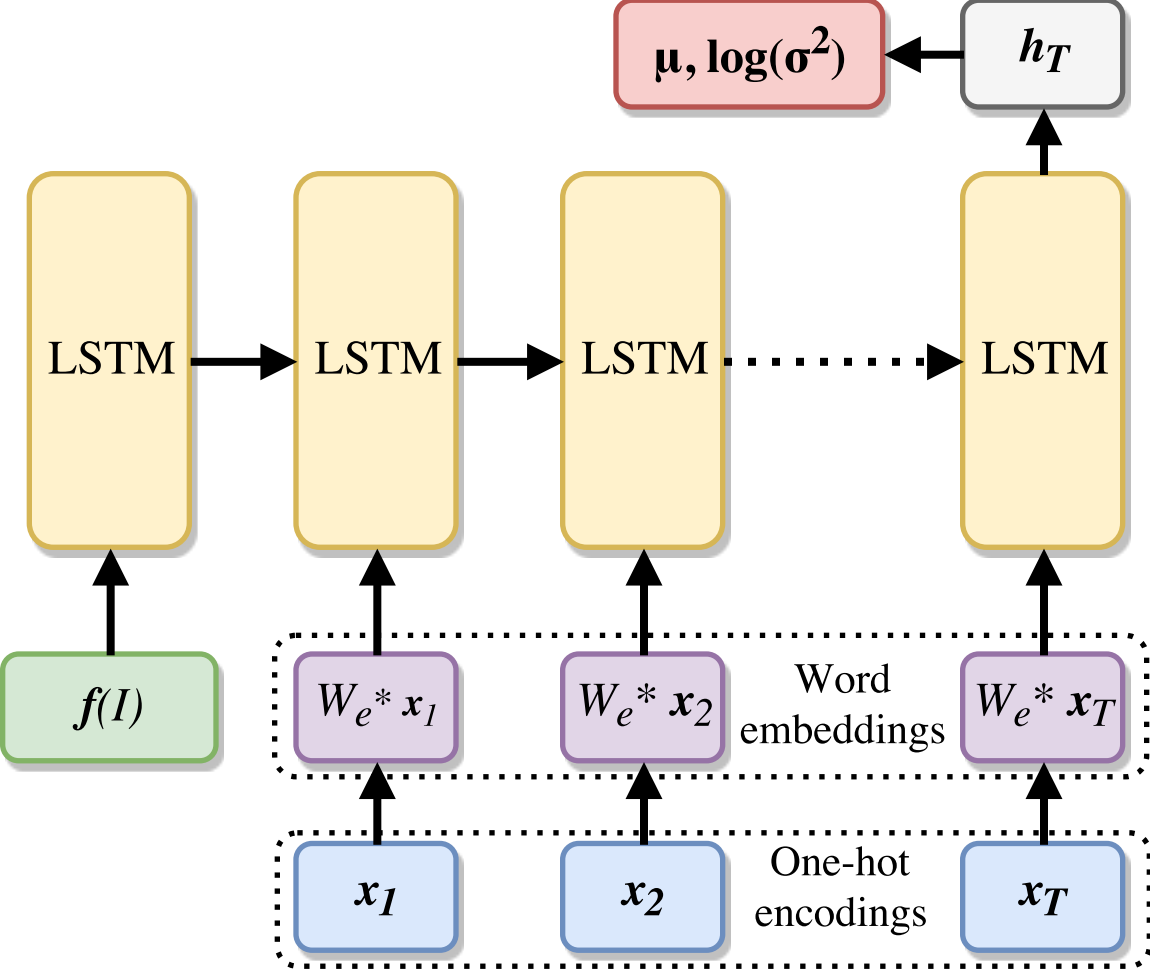 μ, log(σ²)
h_T
LSTM
LSTM
LSTM
LSTM
f(I)
W_e* x_1
W_e* x_2
Word
embeddings
W_e* x_T
x_1
x_2
One-hot
encodings
x_T